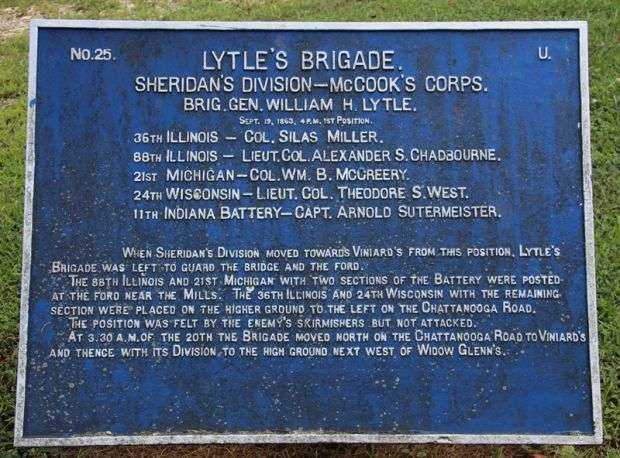 No. 25. U.
LYTLE'S BRIGADE.
SHERIDAN'S DIVISION—McCOOK'S CORPS.
BRIG. GEN. WILLIAM H. LYTLE.
SEPT. 19, 1863, 4 P.M. 1ST POSITION.
36TH ILLINOIS — COL. SILAS MILLER.
88TH ILLINOIS — LIEUT. COL. ALEXANDER S. CHADBOURNE.
21ST MICHIGAN—COL. WM. B. McCREERY.
24TH WISCONSIN—LIEUT. COL. THEODORE S. WEST.
11TH INDIANA BATTERY—CAPT. ARNOLD SUTERMEISTER.
WHEN SHERIDAN'S DIVISION MOVED TOWARDS VINIARD'S FROM THIS POSITION, LYTLE'S
BRIGADE WAS LEFT TO GUARD THE BRIDGE AND THE FORD.
THE 88TH ILLINOIS AND 21ST MICHIGAN WITH TWO SECTIONS OF THE BATTERY WERE POSTED
AT THE FORD NEAR THE MILLS. THE 36TH ILLINOIS AND 24TH WISCONSIN WITH THE REMAINING
SECTION WERE PLACED ON THE HIGHER GROUND TO THE LEFT ON THE CHATTANOOGA ROAD.
THE POSITION WAS FELT BY THE ENEMY'S SKIRMISHERS BUT NOT ATTACKED.
AT 3.30 A.M. OF THE 20TH THE BRIGADE MOVED NORTH ON THE CHATTANOOGA ROAD TO VINIARD'S
AND THENCE WITH ITS DIVISION TO THE HIGH GROUND NEXT WEST OF WIDOW GLENN'S.